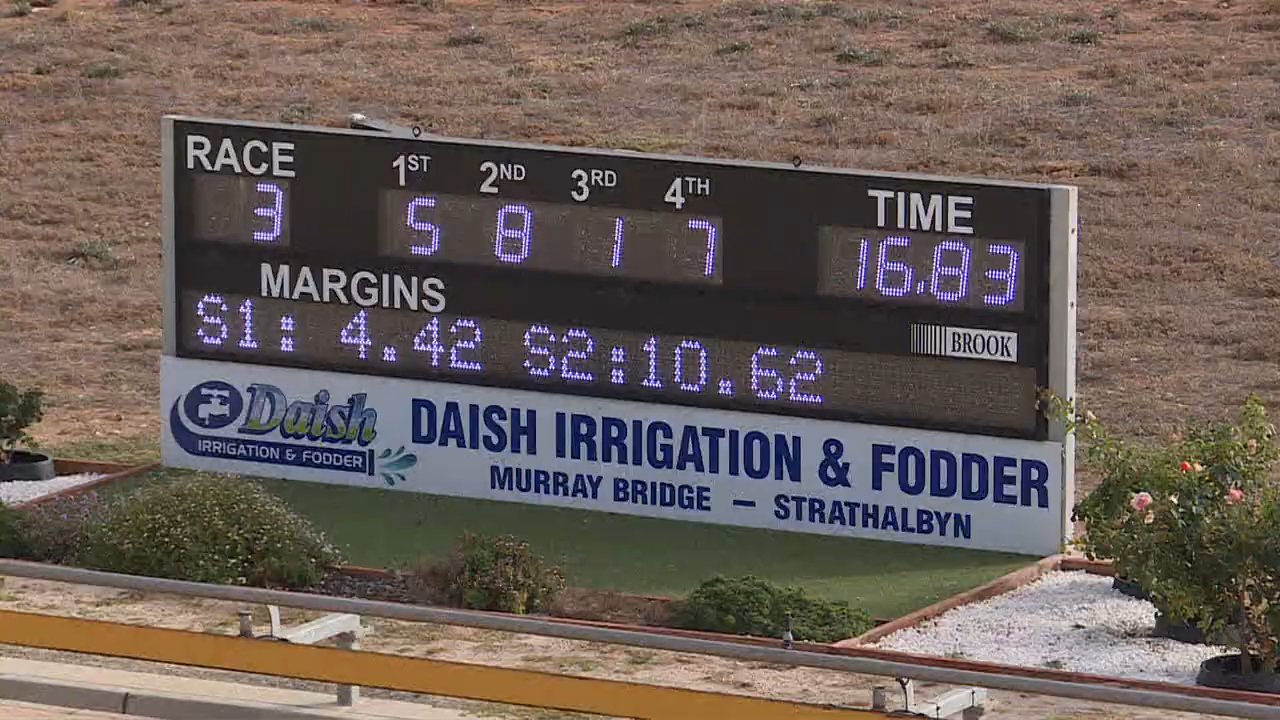 RACE 1ST 2ND 3RD 4TH TIME
3 5 8 1 7 16.83
MARGINS
S1: 4.42 S2:10.62
BROOK
Daish
IRRIGATION & FODDER
DAISH IRRIGATION & FODDER
MURRAY BRIDGE – STRATHALBYN